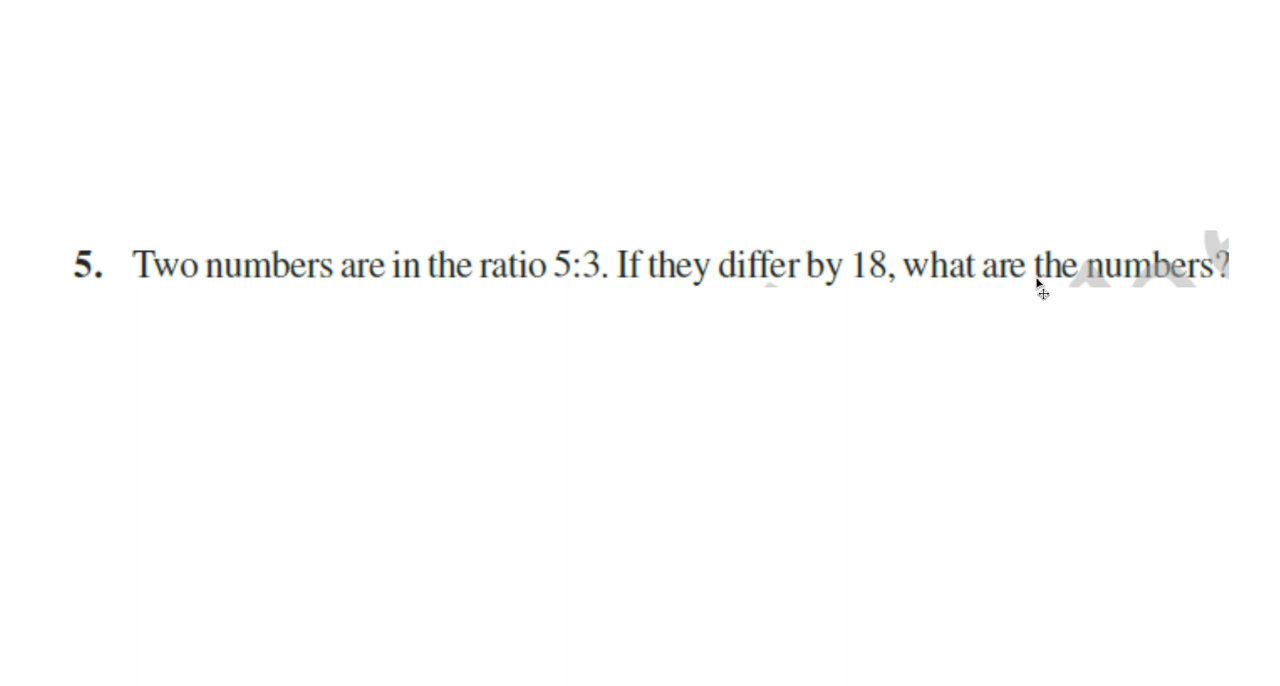 5. Two numbers are in the ratio 5:3. If they differ by 18, what are the numbers?